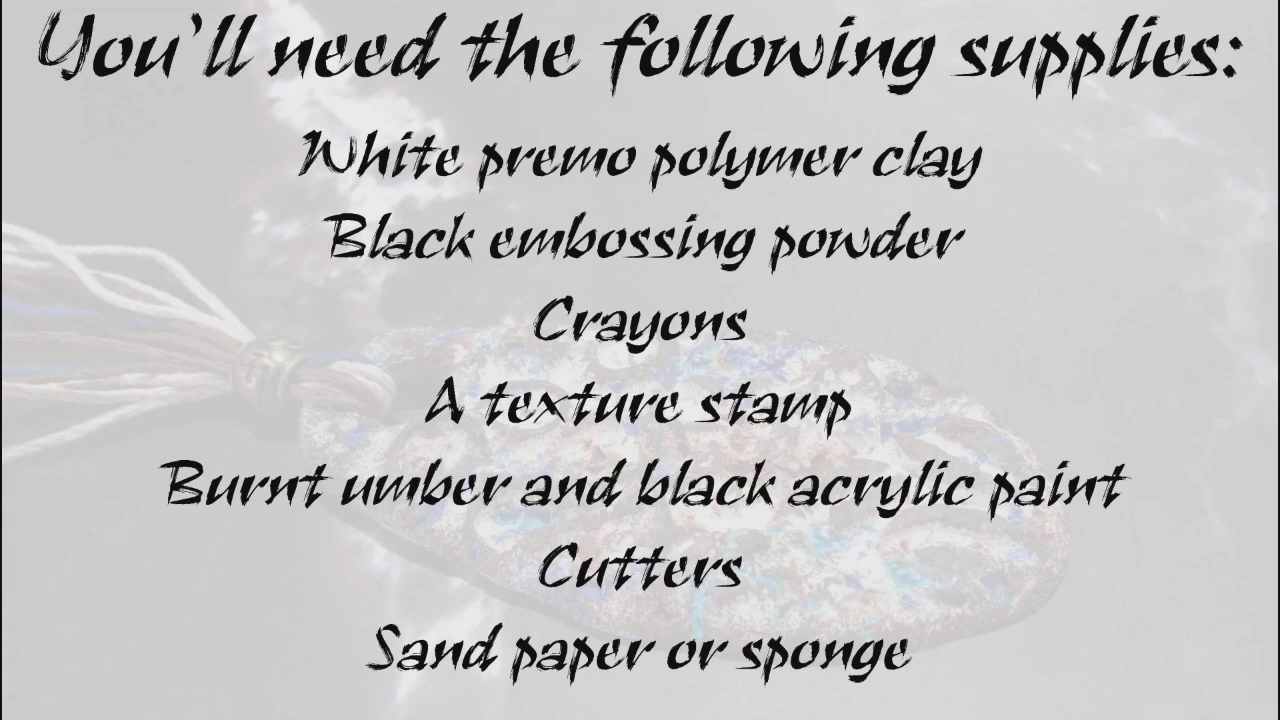 You'll need the following supplies:
White premo polymer clay
Black embossing powder
Crayons
A texture stamp
Burnt umber and black acrylic paint
Cutters
Sand paper or sponge